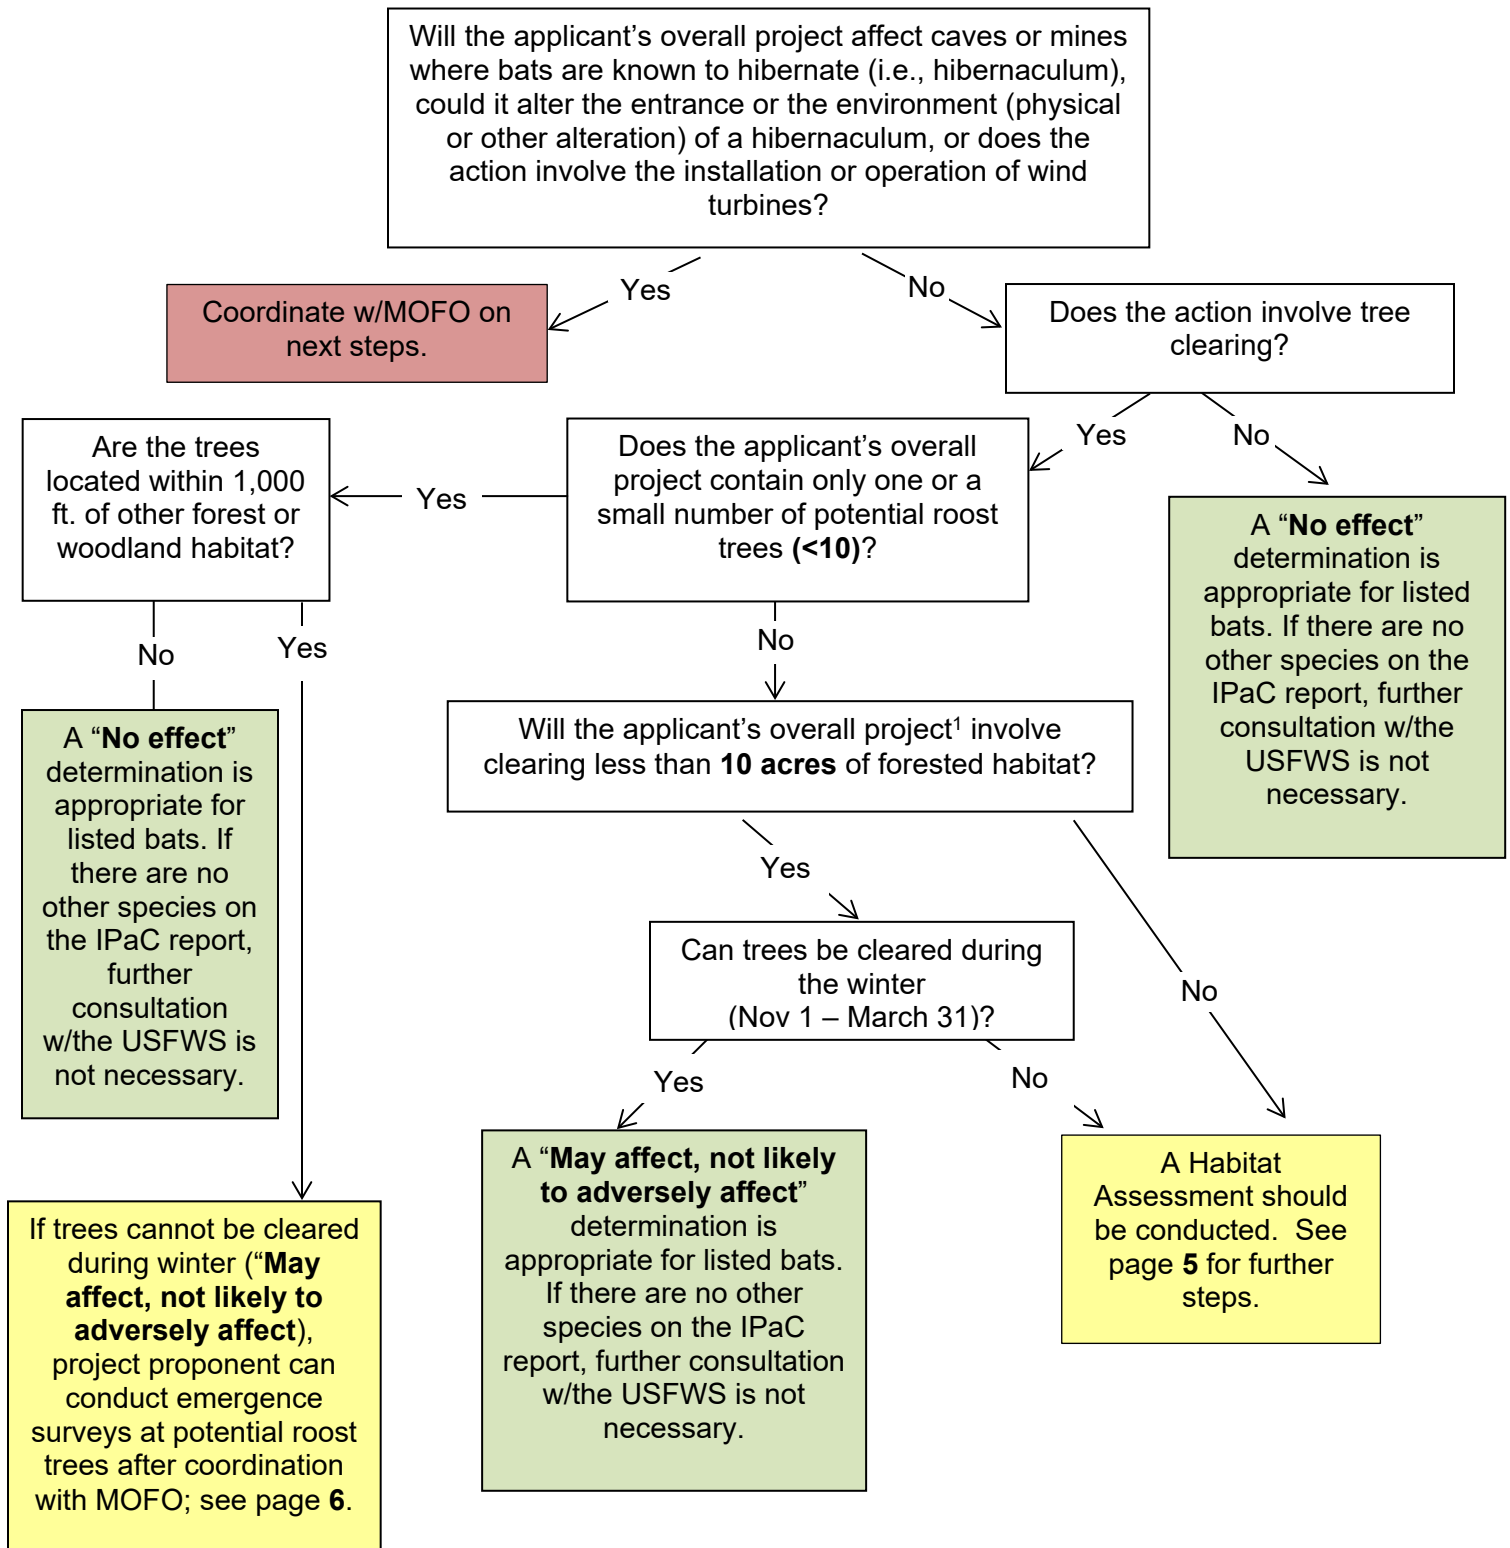 Will the applicant’s overall project affect caves or mines
where bats are known to hibernate (i.e., hibernaculum),
could it alter the entrance or the environment (physical
or other alteration) of a hibernaculum, or does the
action involve the installation or operation of wind
turbines?
Yes
No
Coordinate w/MOFO on
next steps.
Does the action involve tree
clearing?
Yes
No
Are the trees
located within 1,000
ft. of other forest or
woodland habitat?
Yes
Does the applicant’s overall
project contain only one or a
small number of potential roost
trees (<10)?
A “No effect”
determination is
appropriate for listed
bats. If there are no
other species on the
IPaC report, further
consultation w/the
USFWS is not
necessary.
No
Yes
No
A “No effect”
determination is
appropriate for
listed bats. If
there are no
other species on
the IPaC report,
further
consultation
w/the USFWS is
not necessary.
Will the applicant’s overall project¹ involve
clearing less than 10 acres of forested habitat?
Yes
No
Can trees be cleared during
the winter
(Nov 1 – March 31)?
Yes
No
If trees cannot be cleared
during winter (“May
affect, not likely to
adversely affect),
project proponent can
conduct emergence
surveys at potential roost
trees after coordination
with MOFO; see page 6.
A “May affect, not likely
to adversely affect”
determination is
appropriate for listed bats.
If there are no other
species on the IPaC
report, further consultation
w/the USFWS is not
necessary.
A Habitat
Assessment should
be conducted.  See
page 5 for further
steps.